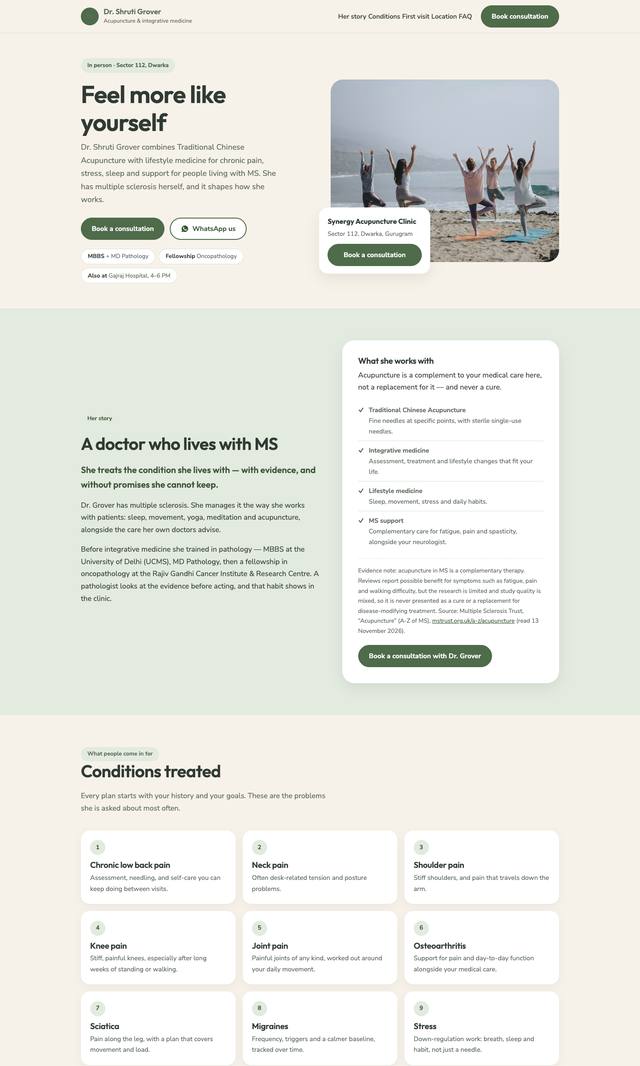 Dr. Shruti Grover
Acupuncture & integrative medicine
Her story Conditions First visit Location FAQ
Book consultation
In person · Sector 112, Dwarka
Feel more like
yourself
Dr. Shruti Grover combines Traditional Chinese
Acupuncture with lifestyle medicine for chronic pain,
stress, sleep and support for people living with MS. She
has multiple sclerosis herself, and it shapes how she
works.
Book a consultation
WhatsApp us
MBBS + MD Pathology
Fellowship Oncopathology
Also at Gajraj Hospital, 4–6 PM
Synergy Acupuncture Clinic
Sector 112, Dwarka, Gurugram
Book a consultation
Her story
A doctor who lives with MS
She treats the condition she lives with — with evidence, and
without promises she cannot keep.
Dr. Grover has multiple sclerosis. She manages it the way she works
with patients: sleep, movement, yoga, meditation and acupuncture,
alongside the care her own doctors advise.
Before integrative medicine she trained in pathology — MBBS at the
University of Delhi (UCMS), MD Pathology, then a fellowship in
oncopathology at the Rajiv Gandhi Cancer Institute & Research Centre. A
pathologist looks at the evidence before acting, and that habit shows in
the clinic.
What she works with
Acupuncture is a complement to your medical care here,
not a replacement for it — and never a cure.
Traditional Chinese Acupuncture
Fine needles at specific points, with sterile single-use
needles.
Integrative medicine
Assessment, treatment and lifestyle changes that fit your
life.
Lifestyle medicine
Sleep, movement, stress and daily habits.
MS support
Complementary care for fatigue, pain and spasticity,
alongside your neurologist.
Evidence note: acupuncture in MS is a complementary therapy.
Reviews report possible benefit for symptoms such as fatigue, pain
and walking difficulty, but the research is limited and study quality is
mixed, so it is never presented as a cure or a replacement for
disease-modifying treatment. Source: Multiple Sclerosis Trust,
"Acupuncture" (A-Z of MS), mstrust.org.uk/a-z/acupuncture (read 13
November 2026).
Book a consultation with Dr. Grover
What people come in for
Conditions treated
Every plan starts with your history and your goals. These are the problems
she is asked about most often.
1
Chronic low back pain
Assessment, needling, and self-care you can
keep doing between visits.
2
Neck pain
Often desk-related tension and posture
problems.
3
Shoulder pain
Stiff shoulders, and pain that travels down the
arm.
4
Knee pain
Stiff, painful knees, especially after long
weeks of standing or walking.
5
Joint pain
Painful joints of any kind, worked out around
your daily movement.
6
Osteoarthritis
Support for pain and day-to-day function
alongside your medical care.
7
Sciatica
Pain along the leg, with a plan that covers
movement and load.
8
Migraines
Frequency, triggers and a calmer baseline,
tracked over time.
9
Stress
Down-regulation work: breath, sleep and
habit, not just a needle.